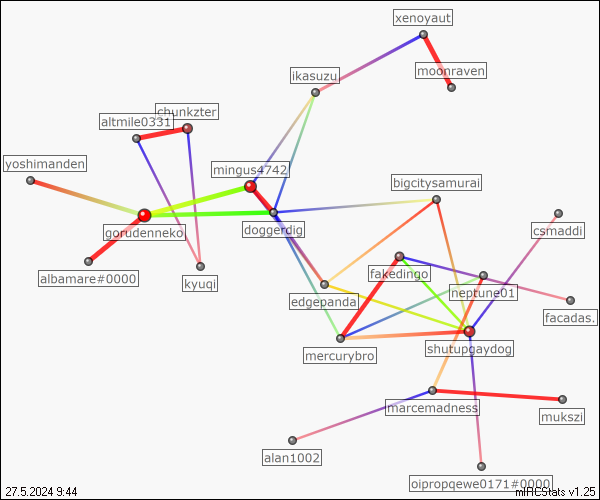 xenoyaut
moonraven
ikasuzu
chunkzter
altmile0331
yoshimanden
mingus4742
bigcitysamurai
gorudenneko
doggerdig
csmaddi
albamare#0000
kyuqi
fakedingo
neptune01
edgepanda
facadas.
mercurybro
shutupgaydog
marcemadness
mukszi
alan1002
oipropqewe0171#0000
27.5.2024 9:44
mIRCStats v1.25